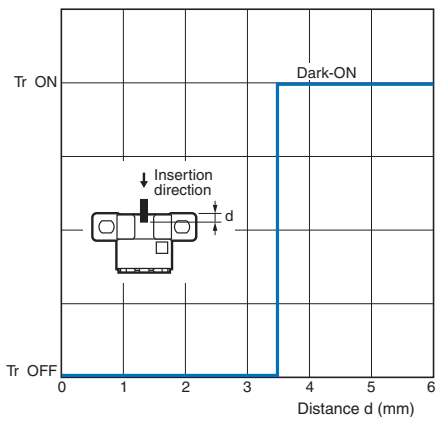 Tr ON
Dark-ON
Insertion
direction
d
Tr OFF
0 1 2 3 4 5 6
Distance d (mm)